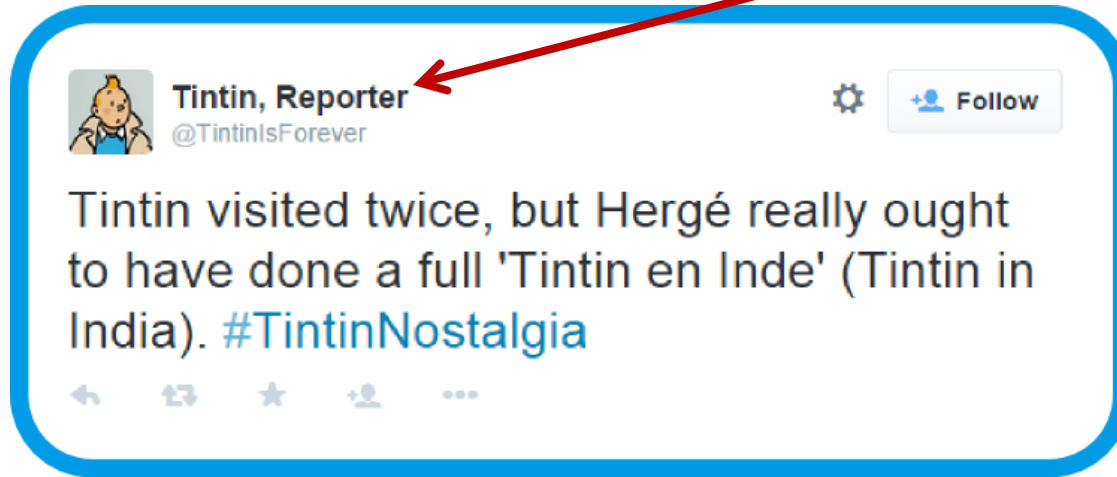 Tintin, Reporter
@TintinIsForever
Follow
Tintin visited twice, but Hergé really ought
to have done a full 'Tintin en Inde' (Tintin in
India). #TintinNostalgia